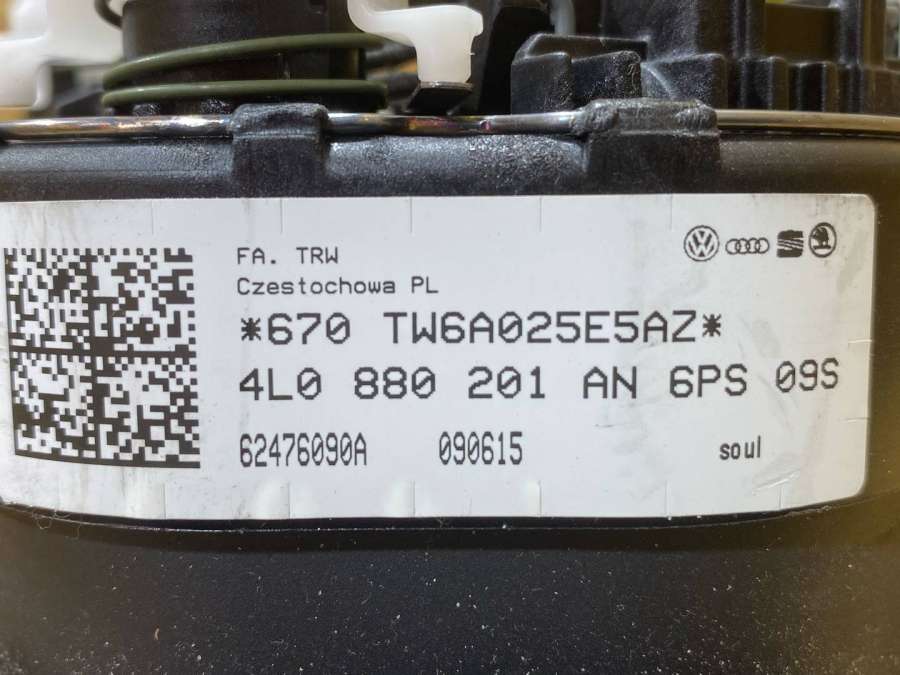 FA. TRW
Czestochowa PL
*670 TW6A025E5AZ*
4L0 880 201 AN 6PS 09S
62476090A 090615 soul